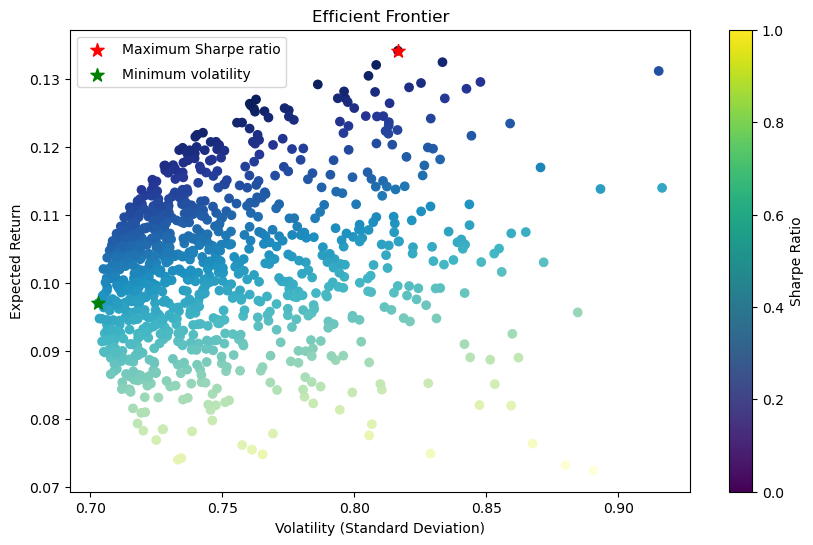 Efficient Frontier
Maximum Sharpe ratio
Minimum volatility
Expected Return
0.13
0.12
0.11
0.10
0.09
0.08
0.07
0.70 0.75 0.80 0.85 0.90
Volatility (Standard Deviation)
1.0
0.8
0.6
0.4
0.2
0.0
Sharpe Ratio